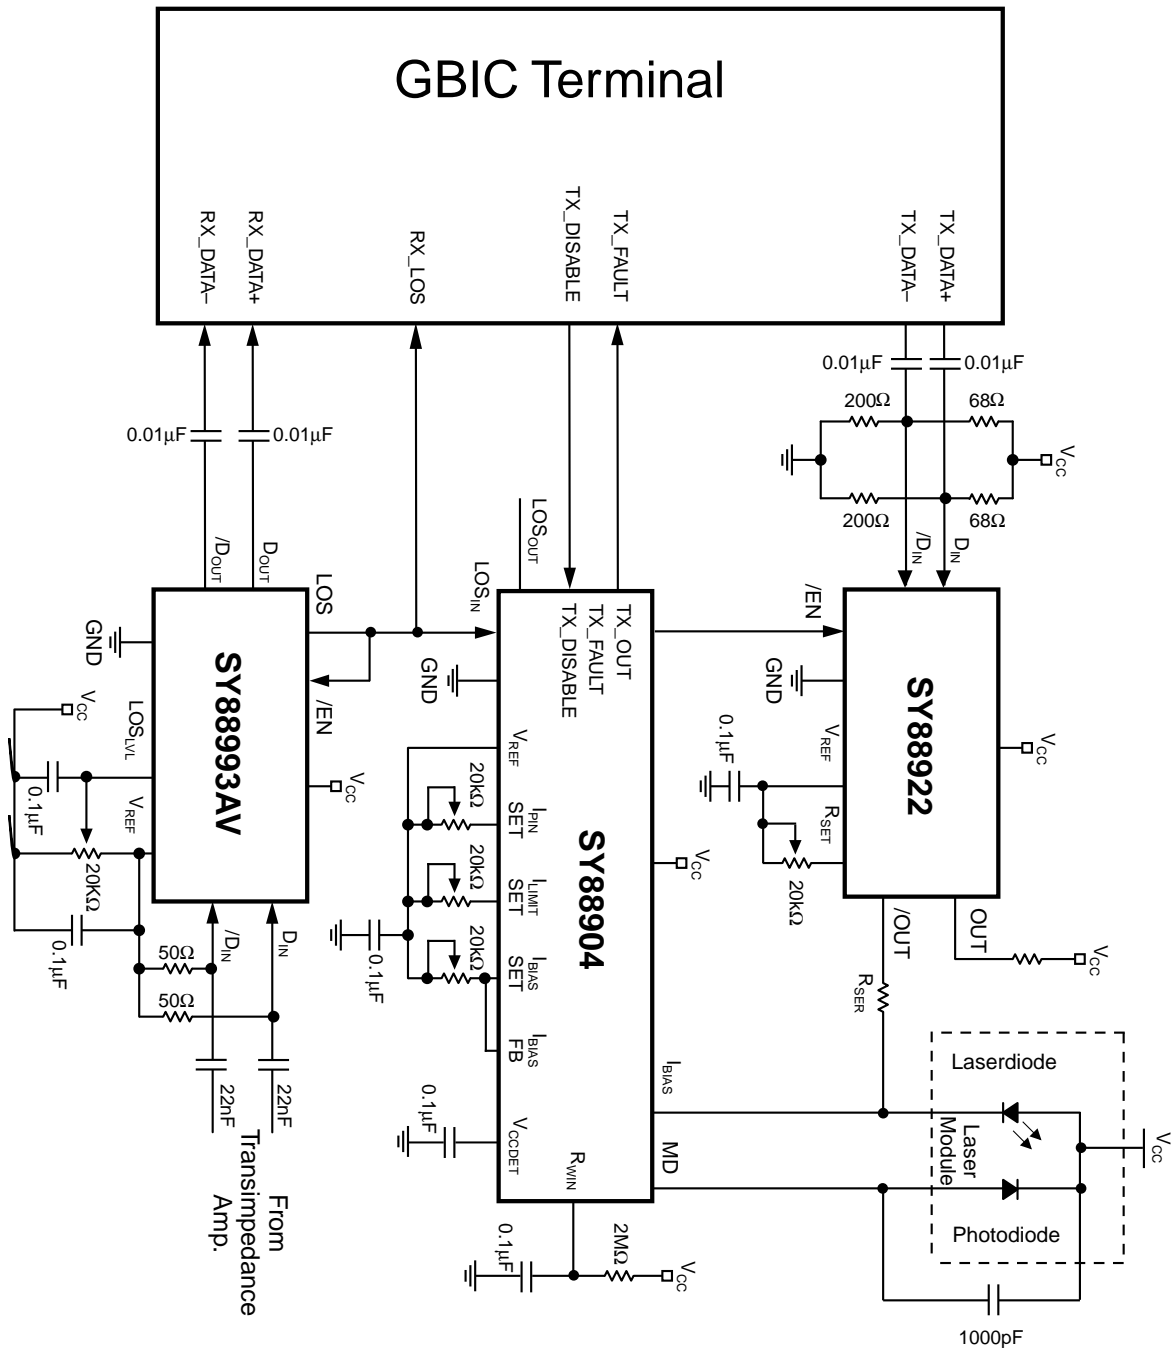 GBIC Terminal
RX_DATA–
RX_DATA+
RX_LOS
TX_DISABLE
TX_FAULT
TX_DATA–
TX_DATA+
0.01µF
0.01µF
200Ω
68Ω
VCC
200Ω
68Ω
0.01µF
0.01µF
/DIN
DIN
/DOUT
DOUT
LOS
LOSOUT
LOSIN
/EN
GND
SY88993AV
/EN
VCC
LOSLVL
VREF
VCC
0.1µF
20KΩ
0.1µF
/DIN
DIN
50Ω
50Ω
22nF
22nF
From
Transimpedance
Amp.
TX_OUT
TX_FAULT
TX_DISABLE
GND
SY88904
VCC
VREF
20kΩ
IPIN
SET
20kΩ
ILIMIT
SET
20kΩ
IBIAS
SET
0.1µF
IBIAS
FB
0.1µF
VCCDET
RWIN
0.1µF
2MΩ
VCC
IBIAS
MD
GND
SY88922
VCC
VREF
0.1µF
RSET
20kΩ
/OUT
OUT
VCC
RSER
Laserdiode
Laser
Module
Photodiode
VCC
1000pF